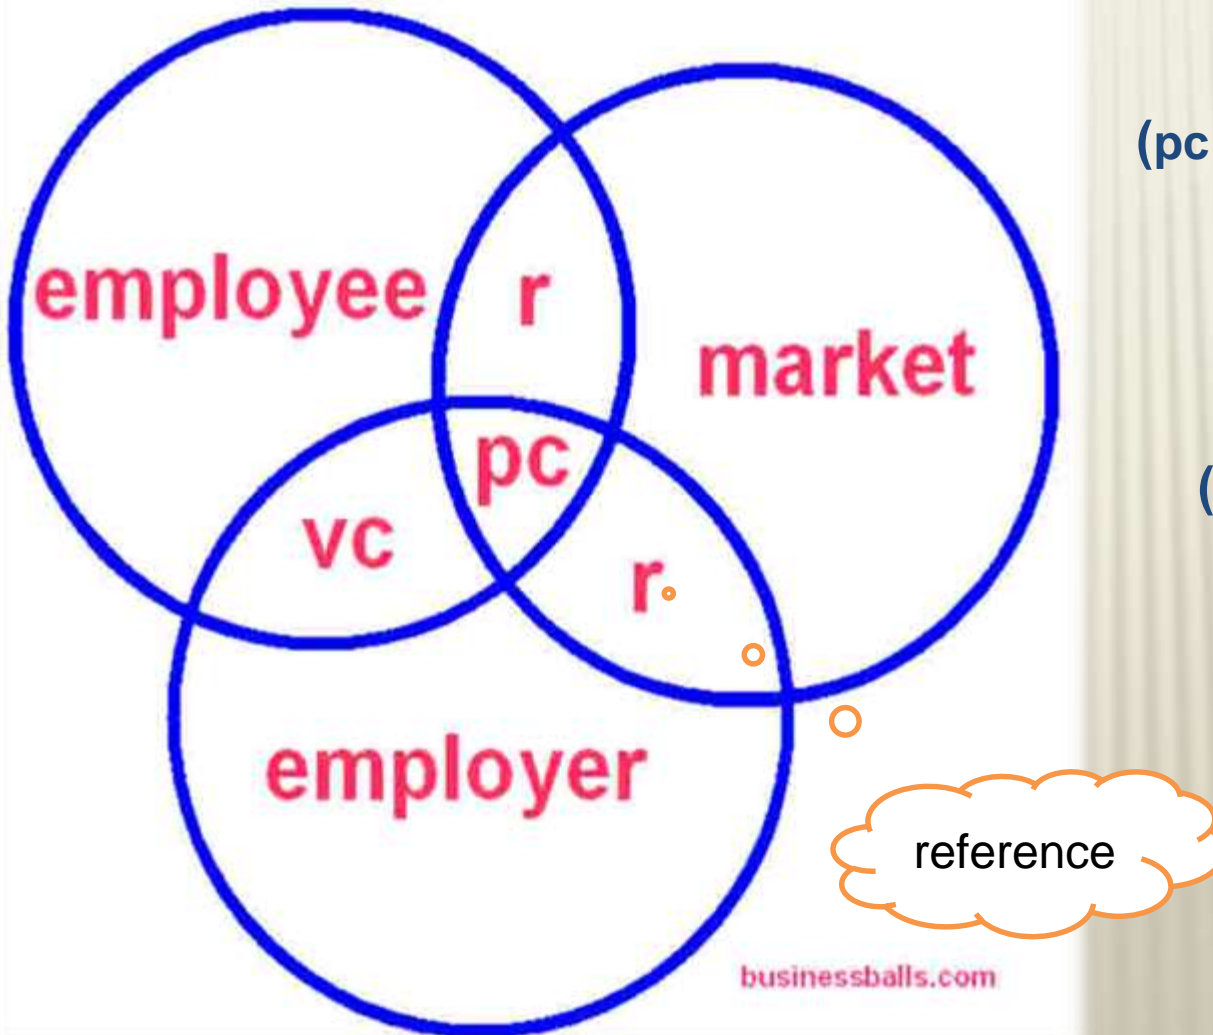 (pc
employee
r
market
pc
(
vc
r
employer
reference
businessballs.com